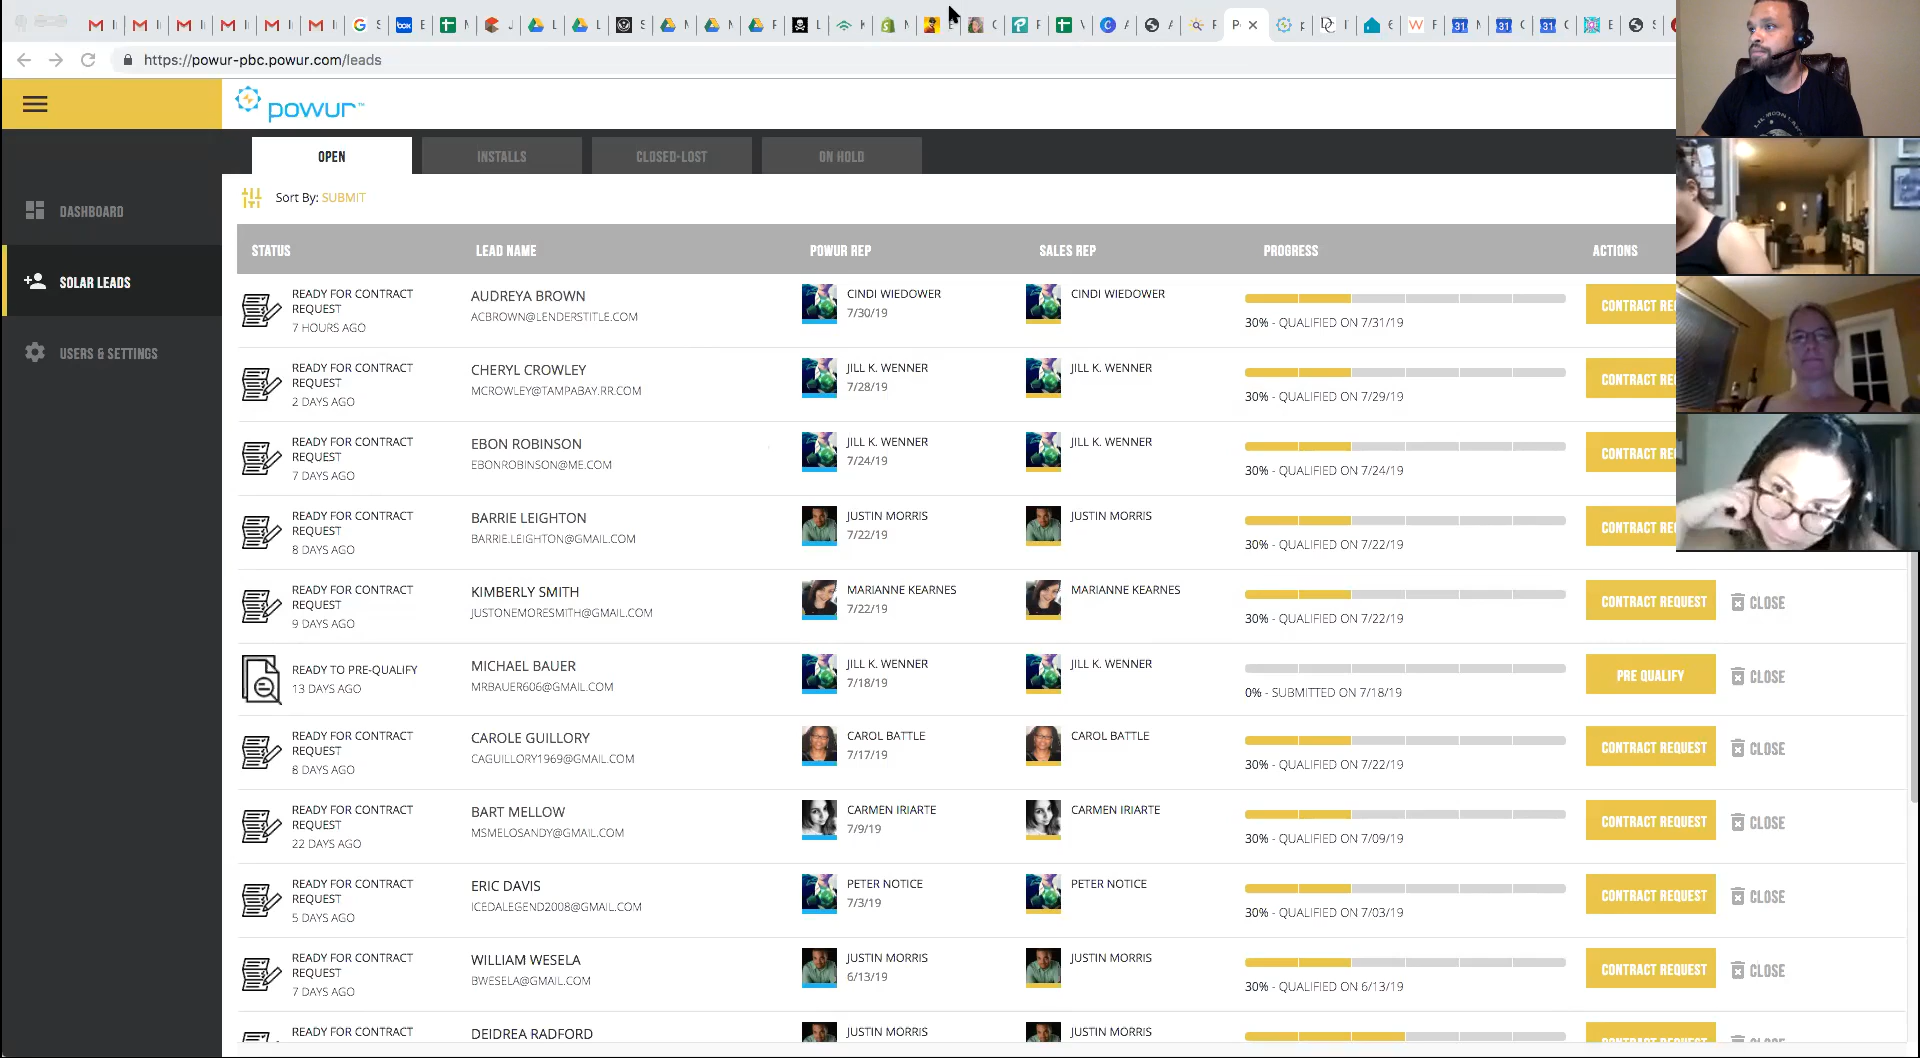 https://powur-pbc.powur.com/leads
powur™
OPEN
INSTALLS
CLOSED-LOST
ON HOLD
Sort By: SUBMIT
DASHBOARD
SOLAR LEADS
USERS & SETTINGS
STATUS LEAD NAME POWUR REP SALES REP PROGRESS ACTIONS
READY FOR CONTRACT REQUEST
7 HOURS AGO
AUDREYA BROWN
ACBROWN@LENDERSTITLE.COM
CINDI WIEDOWER
7/30/19
CINDI WIEDOWER
30% - QUALIFIED ON 7/31/19
CONTRACT RE
READY FOR CONTRACT REQUEST
2 DAYS AGO
CHERYL CROWLEY
MCROWLEY@TAMPABAY.RR.COM
JILL K. WENNER
7/28/19
JILL K. WENNER
30% - QUALIFIED ON 7/29/19
CONTRACT RE
READY FOR CONTRACT REQUEST
7 DAYS AGO
EBON ROBINSON
EBONROBINSON@ME.COM
JILL K. WENNER
7/24/19
JILL K. WENNER
30% - QUALIFIED ON 7/24/19
CONTRACT RE
READY FOR CONTRACT REQUEST
8 DAYS AGO
BARRIE LEIGHTON
BARRIE.LEIGHTON@GMAIL.COM
JUSTIN MORRIS
7/22/19
JUSTIN MORRIS
30% - QUALIFIED ON 7/22/19
CONTRACT RE
READY FOR CONTRACT REQUEST
9 DAYS AGO
KIMBERLY SMITH
JUSTONEMORESMITH@GMAIL.COM
MARIANNE KEARNES
7/22/19
MARIANNE KEARNES
30% - QUALIFIED ON 7/22/19
CONTRACT REQUEST
CLOSE
READY TO PRE-QUALIFY
13 DAYS AGO
MICHAEL BAUER
MRBAUER606@GMAIL.COM
JILL K. WENNER
7/18/19
JILL K. WENNER
0% - SUBMITTED ON 7/18/19
PRE QUALIFY
CLOSE
READY FOR CONTRACT REQUEST
8 DAYS AGO
CAROLE GUILLORY
CAGUILLORY1969@GMAIL.COM
CAROL BATTLE
7/17/19
CAROL BATTLE
30% - QUALIFIED ON 7/22/19
CONTRACT REQUEST
CLOSE
READY FOR CONTRACT REQUEST
22 DAYS AGO
BART MELLOW
MSMELOSANDY@GMAIL.COM
CARMEN IRIARTE
7/9/19
CARMEN IRIARTE
30% - QUALIFIED ON 7/09/19
CONTRACT REQUEST
CLOSE
READY FOR CONTRACT REQUEST
5 DAYS AGO
ERIC DAVIS
ICEDALEGEND2008@GMAIL.COM
PETER NOTICE
7/3/19
PETER NOTICE
30% - QUALIFIED ON 7/03/19
CONTRACT REQUEST
CLOSE
READY FOR CONTRACT REQUEST
7 DAYS AGO
WILLIAM WESELA
BWESELA@GMAIL.COM
JUSTIN MORRIS
6/13/19
JUSTIN MORRIS
30% - QUALIFIED ON 6/13/19
CONTRACT REQUEST
CLOSE
READY FOR CONTRACT
DEIDREA RADFORD
JUSTIN MORRIS
JUSTIN MORRIS